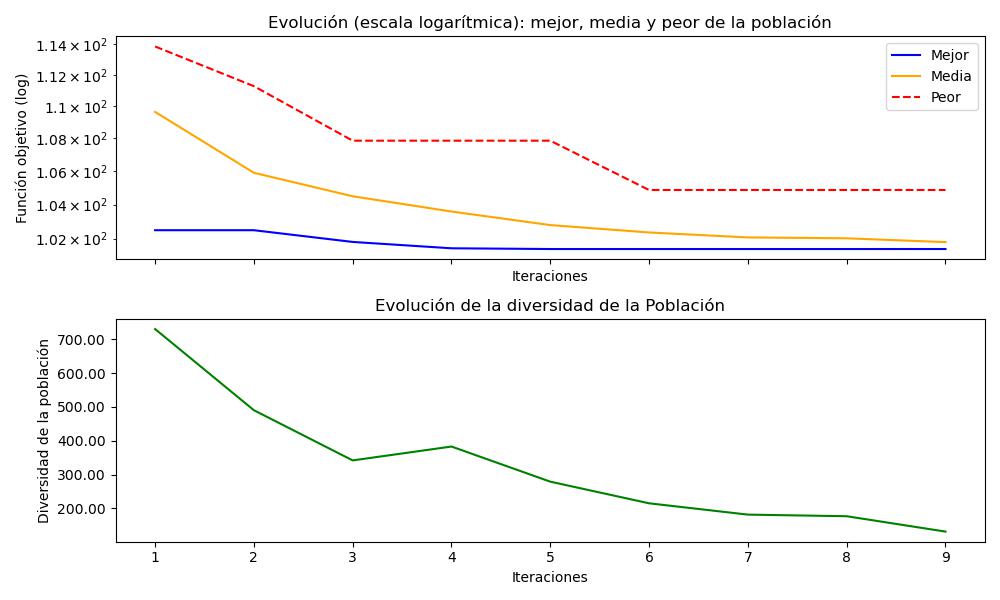 Evolución (escala logarítmica): mejor, media y peor de la población
1.14 × 10²
1.12 × 10²
1.1 × 10²
1.08 × 10²
1.06 × 10²
1.04 × 10²
1.02 × 10²
Función objetivo (log)
Mejor
Media
Peor
Iteraciones
Evolución de la diversidad de la Población
700.00
600.00
500.00
400.00
300.00
200.00
Diversidad de la población
1 2 3 4 5 6 7 8 9
Iteraciones